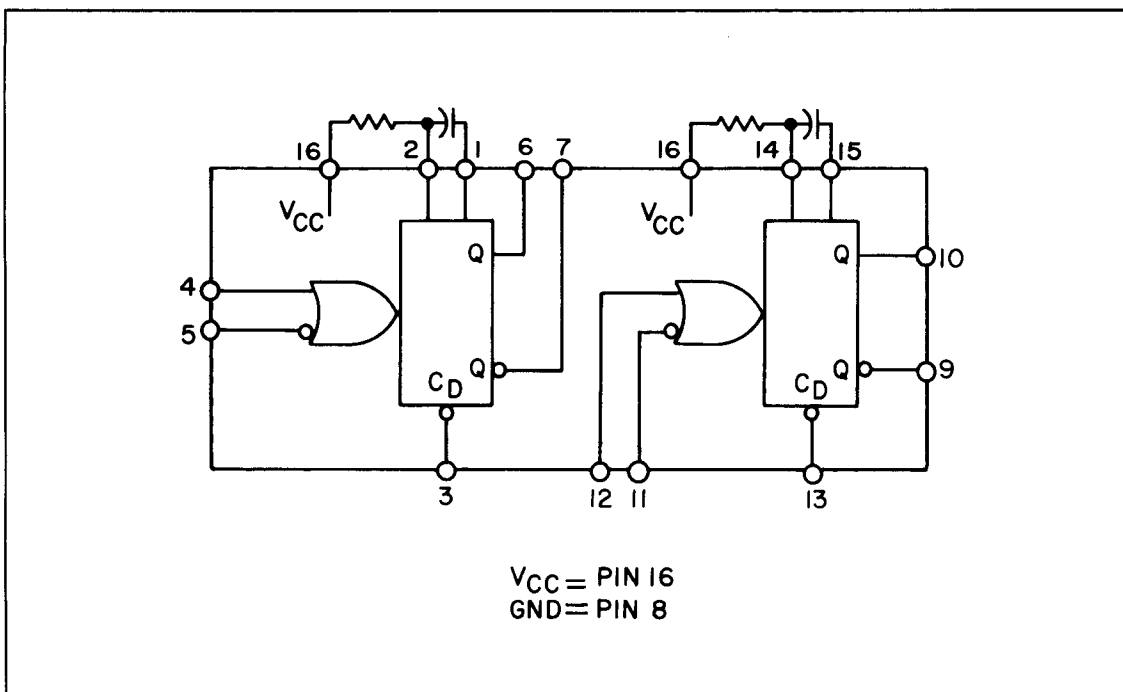 16 2 1 6 7 16 14 15
VCC VCC
Q Q 10
4
5
Q Q 9
CD CD
3 12 11 13
VCC = PIN 16
GND = PIN 8